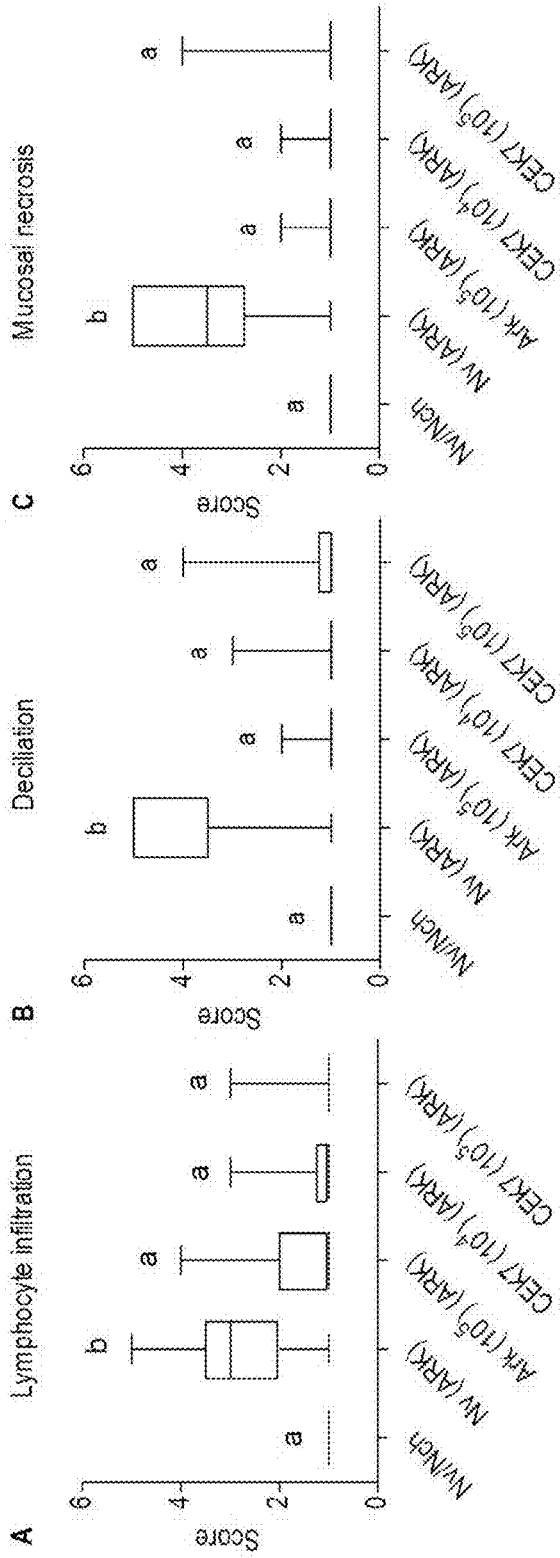 A
Lymphocyte infiltration
Score
6
4
2
0
a
b
a
a
a
Nv/Nch
Nv (ARK)
Ark (10⁵) (ARK)
CEK7 (10⁴) (ARK)
CEK7 (10⁵) (ARK)
B
Deciliation
Score
6
4
2
0
a
b
a
a
a
Nv/Nch
Nv (ARK)
Ark (10⁵) (ARK)
CEK7 (10⁴) (ARK)
CEK7 (10⁵) (ARK)
C
Mucosal necrosis
Score
6
4
2
0
a
b
a
a
a
Nv/Nch
Nv (ARK)
Ark (10⁵) (ARK)
CEK7 (10⁴) (ARK)
CEK7 (10⁵) (ARK)